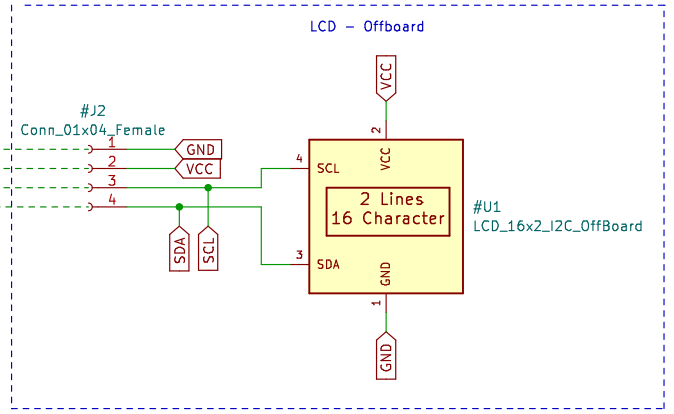 LCD - Offboard
#J2
Conn_01x04_Female
1
GND
2
VCC
3
4
SDA
SCL
VCC
2
VCC
4
SCL
2 Lines
16 Character
#U1
LCD_16x2_I2C_OffBoard
3
SDA
GND
1
GND